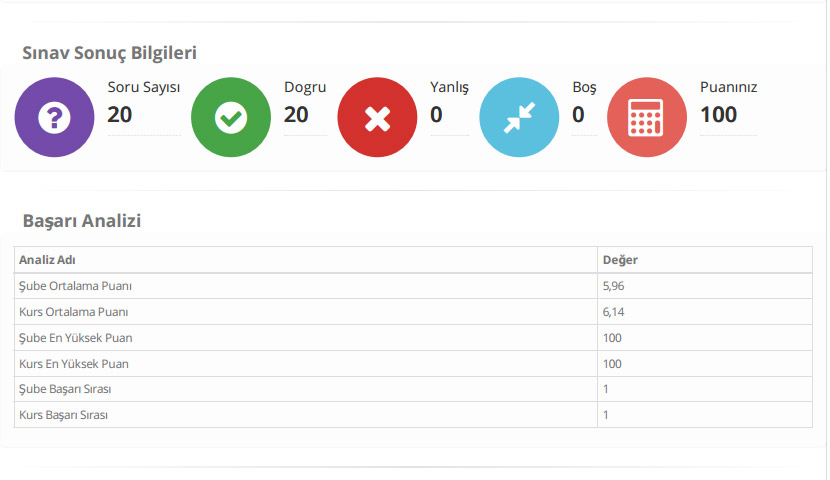 Sınav Sonuç Bilgileri
Soru Sayısı Dogru Yanlış Boş Puanınız
20 20 0 0 100
Başarı Analizi
Analiz Adı Değer
Şube Ortalama Puanı 5,96
Kurs Ortalama Puanı 6,14
Şube En Yüksek Puan 100
Kurs En Yüksek Puan 100
Şube Başarı Sırası 1
Kurs Başarı Sırası 1